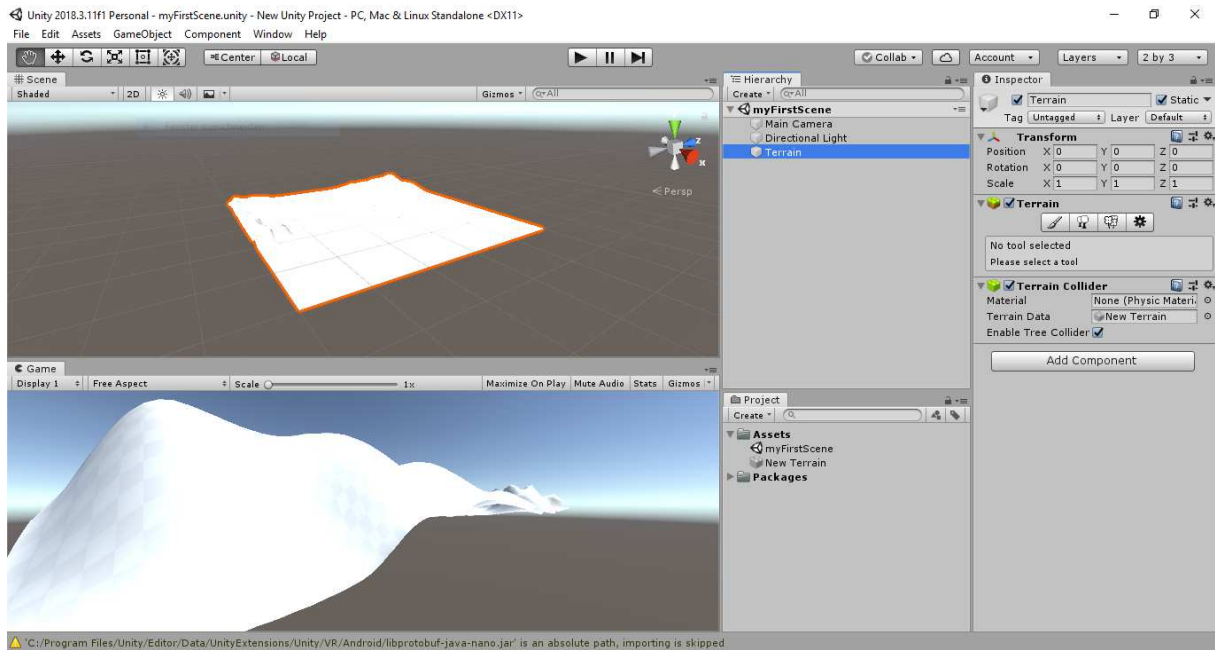 Unity 2018.3.11f1 Personal - myFirstScene.unity - New Unity Project - PC, Mac & Linux Standalone <DX11>
File Edit Assets GameObject Component Window Help
Center Local Collab Account Layers 2 by 3
# Scene
Shaded 2D Gizmos All
z
x
Persp
Game
Display 1 Free Aspect Scale 1x Maximize On Play Mute Audio Stats Gizmos
Hierarchy
Create All
myFirstScene
Main Camera
Directional Light
Terrain
Project
Create
Assets
myFirstScene
New Terrain
Packages
Inspector
Terrain Static
Tag Untagged Layer Default
Transform
Position X 0 Y 0 Z 0
Rotation X 0 Y 0 Z 0
Scale X 1 Y 1 Z 1
Terrain
No tool selected
Please select a tool
Terrain Collider
Material None (Physic Materi
Terrain Data New Terrain
Enable Tree Collider
Add Component
'C:/Program Files/Unity/Editor/Data/UnityExtensions/Unity/VR/Android/libprotobuf-java-nano.jar' is an absolute path, importing is skipped